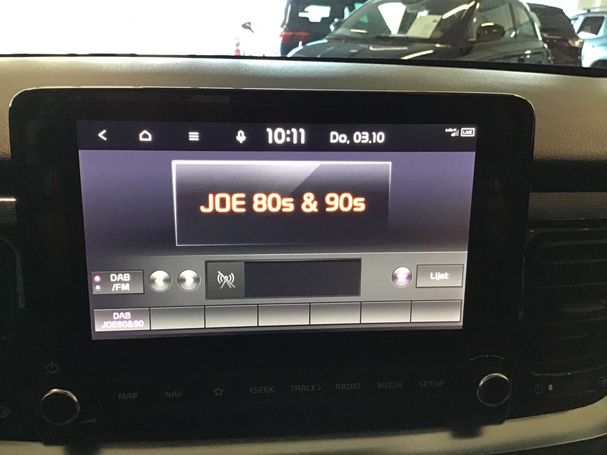 10:11 Do, 03.10 LIVE
JOE 80s & 90s
DAB
/FM
Lijst
DAB
JOE80&90
MAP NAV <SEEK TRACK> RADIO MEDIA SETUP